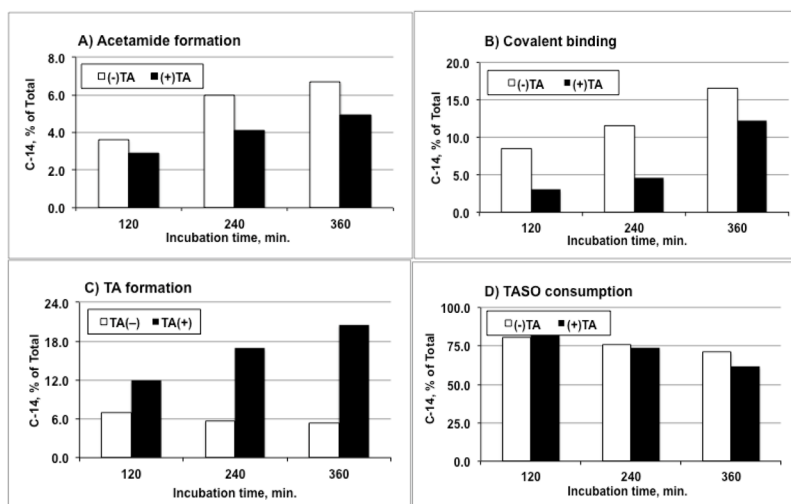 A) Acetamide formation
8.0
6.0
4.0
2.0
0.0
C-14, % of Total
(-)TA (+)TA
120 240 360
Incubation time, min.
B) Covalent binding
20.0
15.0
10.0
5.0
0.0
C-14, % of Total
(-)TA (+)TA
120 240 360
Incubation time, min.
C) TA formation
24.0
18.0
12.0
6.0
0.0
C-14, % of Total
TA(–) TA(+)
120 240 360
Incubation time, min.
D) TASO consumption
100.0
75.0
50.0
25.0
0.0
C-14, % of Total
(-)TA (+)TA
120 240 360
Incubation time, min.